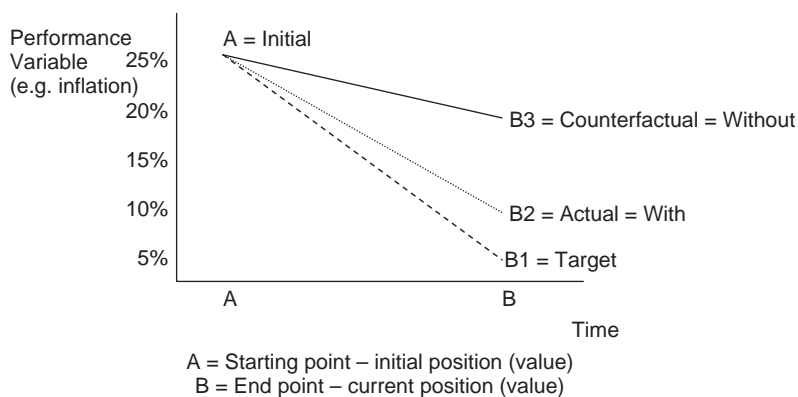 Performance
Variable
(e.g. inflation)
25%
20%
15%
10%
5%
A = Initial
B3 = Counterfactual = Without
B2 = Actual = With
B1 = Target
A
B
Time
A = Starting point – initial position (value)
B = End point – current position (value)